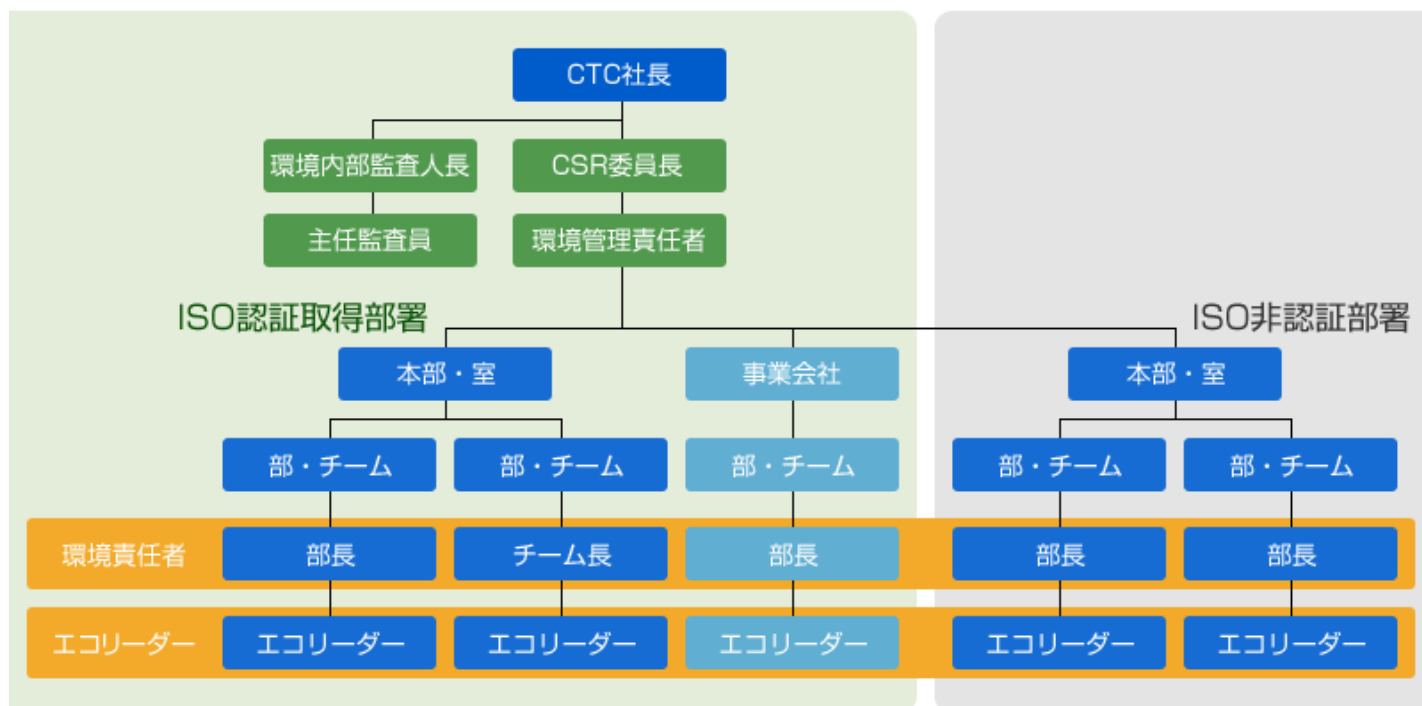 CTC社長
環境内部監査人長
CSR委員長
主任監査員
環境管理責任者
ISO認証取得部署
ISO非認証部署
本部・室
事業会社
本部・室
部・チーム
部・チーム
部・チーム
部・チーム
部・チーム
環境責任者
部長
チーム長
部長
部長
部長
エコリーダー
エコリーダー
エコリーダー
エコリーダー
エコリーダー
エコリーダー